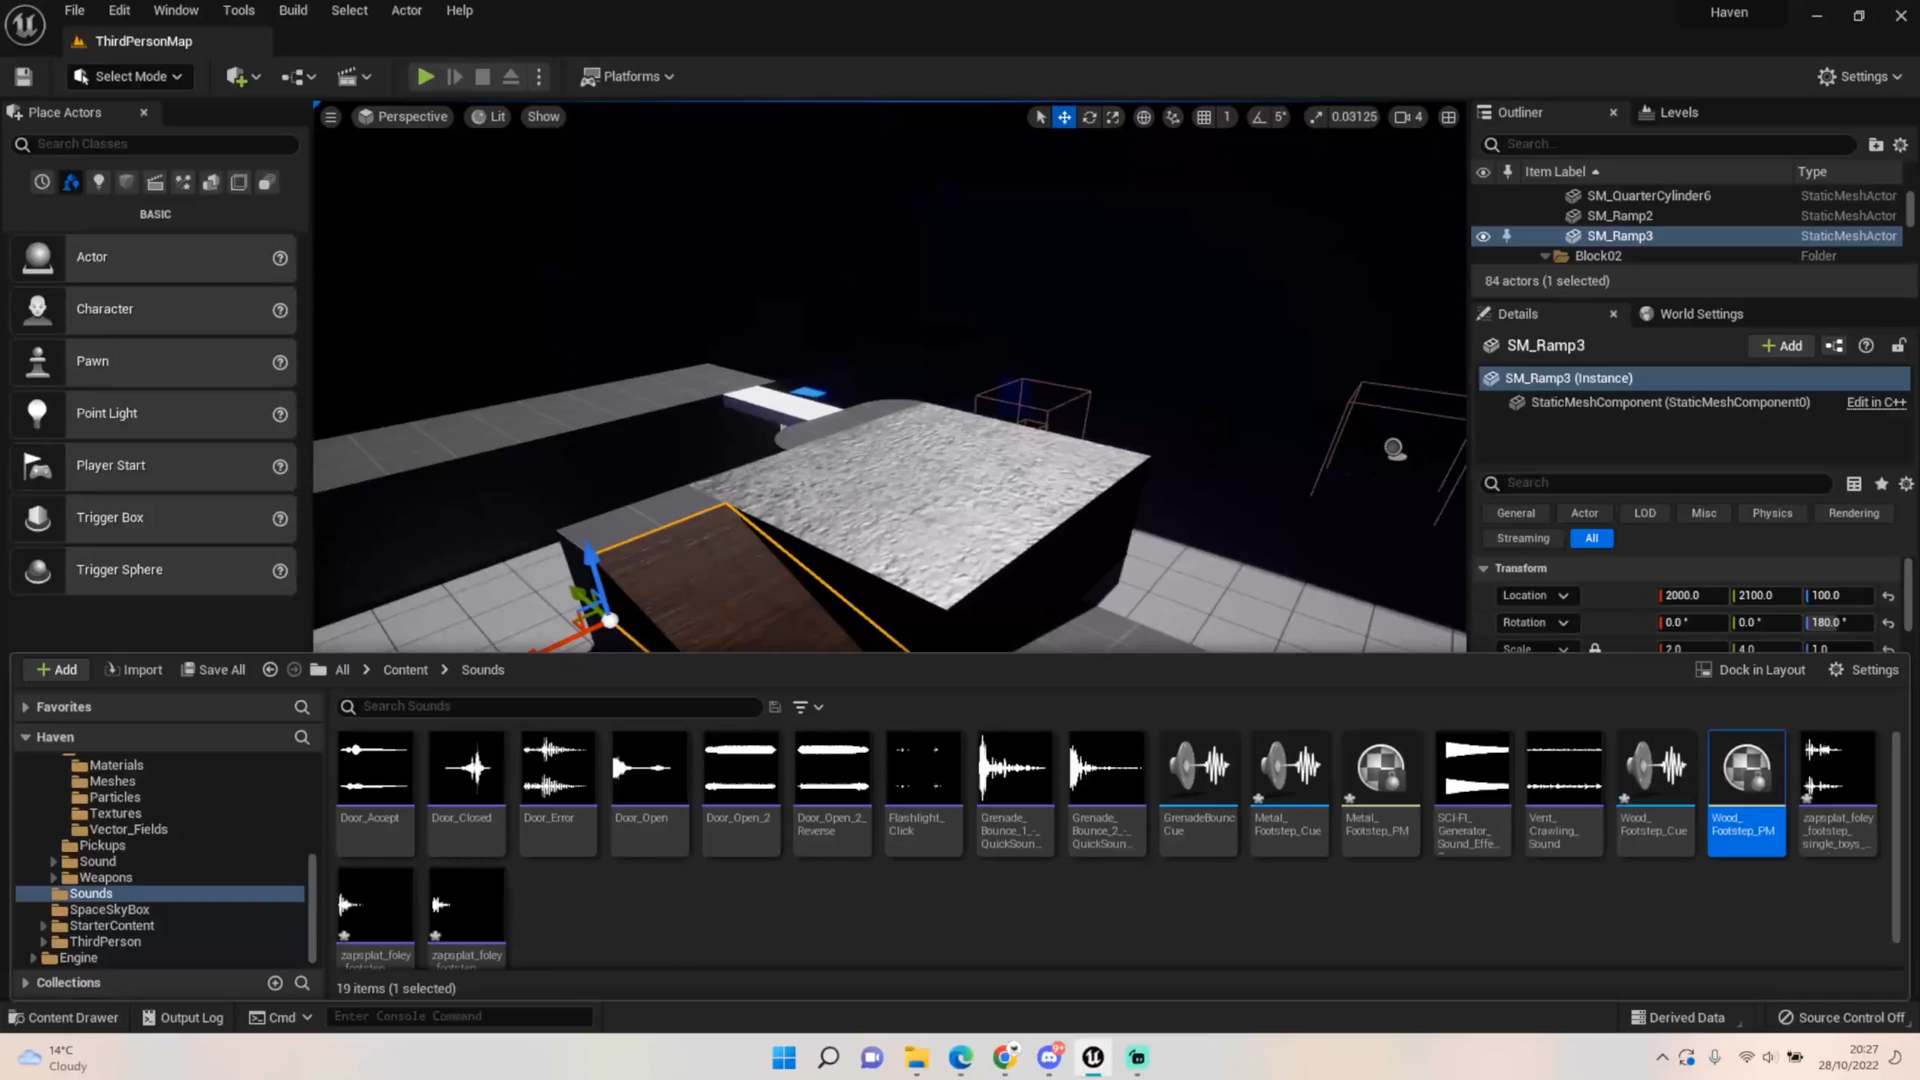 File Edit Window Tools Build Select Actor Help
Haven
ThirdPersonMap
Select Mode
Platforms
Settings
Place Actors
Search Classes
BASIC
Actor
Character
Pawn
Point Light
Player Start
Trigger Box
Trigger Sphere
Perspective Lit Show
1 5° 0.03125 4
Outliner Levels
Search...
Item Label Type
SM_QuarterCylinder6 StaticMeshActor
SM_Ramp2 StaticMeshActor
SM_Ramp3 StaticMeshActor
Block02 Folder
84 actors (1 selected)
Details World Settings
SM_Ramp3
Add
SM_Ramp3 (Instance)
StaticMeshComponent (StaticMeshComponent0) Edit in C++
Search
General Actor LOD Misc Physics Rendering
Streaming All
Transform
Location 2000.0 2100.0 100.0
Rotation 0.0° 0.0° 180.0°
Scale 2.0 4.0 1.0
Add Import Save All All Content Sounds
Dock in Layout Settings
Favorites
Haven
Materials
Meshes
Particles
Textures
Vector_Fields
Pickups
Sound
Weapons
Sounds
SpaceSkyBox
StarterContent
ThirdPerson
Engine
Collections
Search Sounds
Door_Accept
Door_Closed
Door_Error
Door_Open
Door_Open_2
Door_Open_2_
Reverse
Flashlight_
Click
Grenade_
Bounce_1_-_
QuickSoun...
Grenade_
Bounce_2_-_
QuickSoun...
GrenadeBounc
Cue
Metal_
Footstep_Cue
Metal_
Footstep_PM
SCI-FI_
Generator_
Sound_Effe...
Vent_
Crawling_
Sound
Wood_
Footstep_Cue
Wood_
Footstep_PM
zapsplat_foley
_footstep_
single_boys_...
zapsplat_foley
zapsplat_foley
19 items (1 selected)
Content Drawer Output Log Cmd Enter Console Command
Derived Data Source Control Off
14°C
Cloudy
9+
20:27
28/10/2022